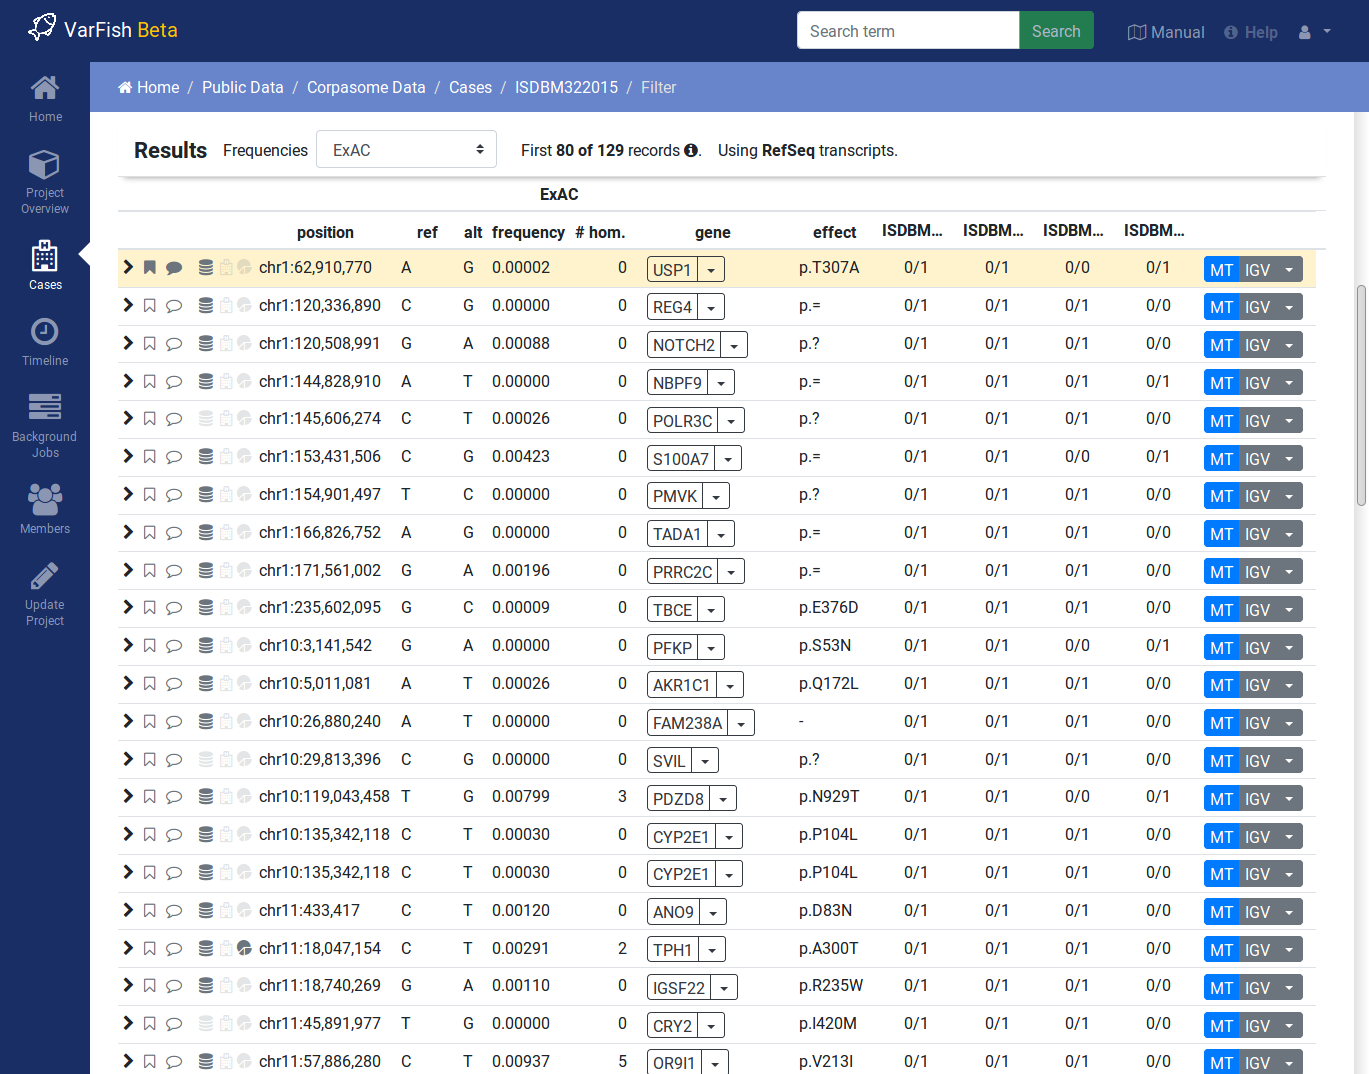 VarFish Beta
Search term Search Manual Help
Home / Public Data / Corpasome Data / Cases / ISDBM322015 / Filter
Home
Project Overview
Cases
Timeline
Background Jobs
Members
Update Project
Results Frequencies ExAC First 80 of 129 records . Using RefSeq transcripts.
ExAC
position ref alt frequency # hom. gene effect ISDBM... ISDBM... ISDBM... ISDBM...
chr1:62,910,770 A G 0.00002 0 USP1 p.T307A 0/1 0/1 0/0 0/1 MT IGV
chr1:120,336,890 C G 0.00000 0 REG4 p.= 0/1 0/1 0/1 0/0 MT IGV
chr1:120,508,991 G A 0.00088 0 NOTCH2 p.? 0/1 0/1 0/1 0/0 MT IGV
chr1:144,828,910 A T 0.00000 0 NBPF9 p.= 0/1 0/1 0/1 0/1 MT IGV
chr1:145,606,274 C T 0.00026 0 POLR3C p.? 0/1 0/1 0/1 0/0 MT IGV
chr1:153,431,506 C G 0.00423 0 S100A7 p.= 0/1 0/1 0/0 0/1 MT IGV
chr1:154,901,497 T C 0.00000 0 PMVK p.? 0/1 0/1 0/1 0/0 MT IGV
chr1:166,826,752 A G 0.00000 0 TADA1 p.= 0/1 0/1 0/1 0/0 MT IGV
chr1:171,561,002 G A 0.00196 0 PRRC2C p.= 0/1 0/1 0/1 0/0 MT IGV
chr1:235,602,095 G C 0.00009 0 TBCE p.E376D 0/1 0/1 0/1 0/0 MT IGV
chr10:3,141,542 G A 0.00000 0 PFKP p.S53N 0/1 0/1 0/0 0/1 MT IGV
chr10:5,011,081 A T 0.00026 0 AKR1C1 p.Q172L 0/1 0/1 0/1 0/0 MT IGV
chr10:26,880,240 A T 0.00000 0 FAM238A - 0/1 0/1 0/1 0/0 MT IGV
chr10:29,813,396 C G 0.00000 0 SVIL p.? 0/1 0/1 0/1 0/0 MT IGV
chr10:119,043,458 T G 0.00799 3 PDZD8 p.N929T 0/1 0/1 0/0 0/1 MT IGV
chr10:135,342,118 C T 0.00030 0 CYP2E1 p.P104L 0/1 0/1 0/1 0/0 MT IGV
chr10:135,342,118 C T 0.00030 0 CYP2E1 p.P104L 0/1 0/1 0/1 0/0 MT IGV
chr11:433,417 C T 0.00120 0 ANO9 p.D83N 0/1 0/1 0/1 0/0 MT IGV
chr11:18,047,154 C T 0.00291 2 TPH1 p.A300T 0/1 0/1 0/1 0/0 MT IGV
chr11:18,740,269 G A 0.00110 0 IGSF22 p.R235W 0/1 0/1 0/1 0/0 MT IGV
chr11:45,891,977 T G 0.00000 0 CRY2 p.I420M 0/1 0/1 0/1 0/0 MT IGV
chr11:57,886,280 C T 0.00937 5 OR9I1 p.V213I 0/1 0/1 0/1 0/0 MT IGV